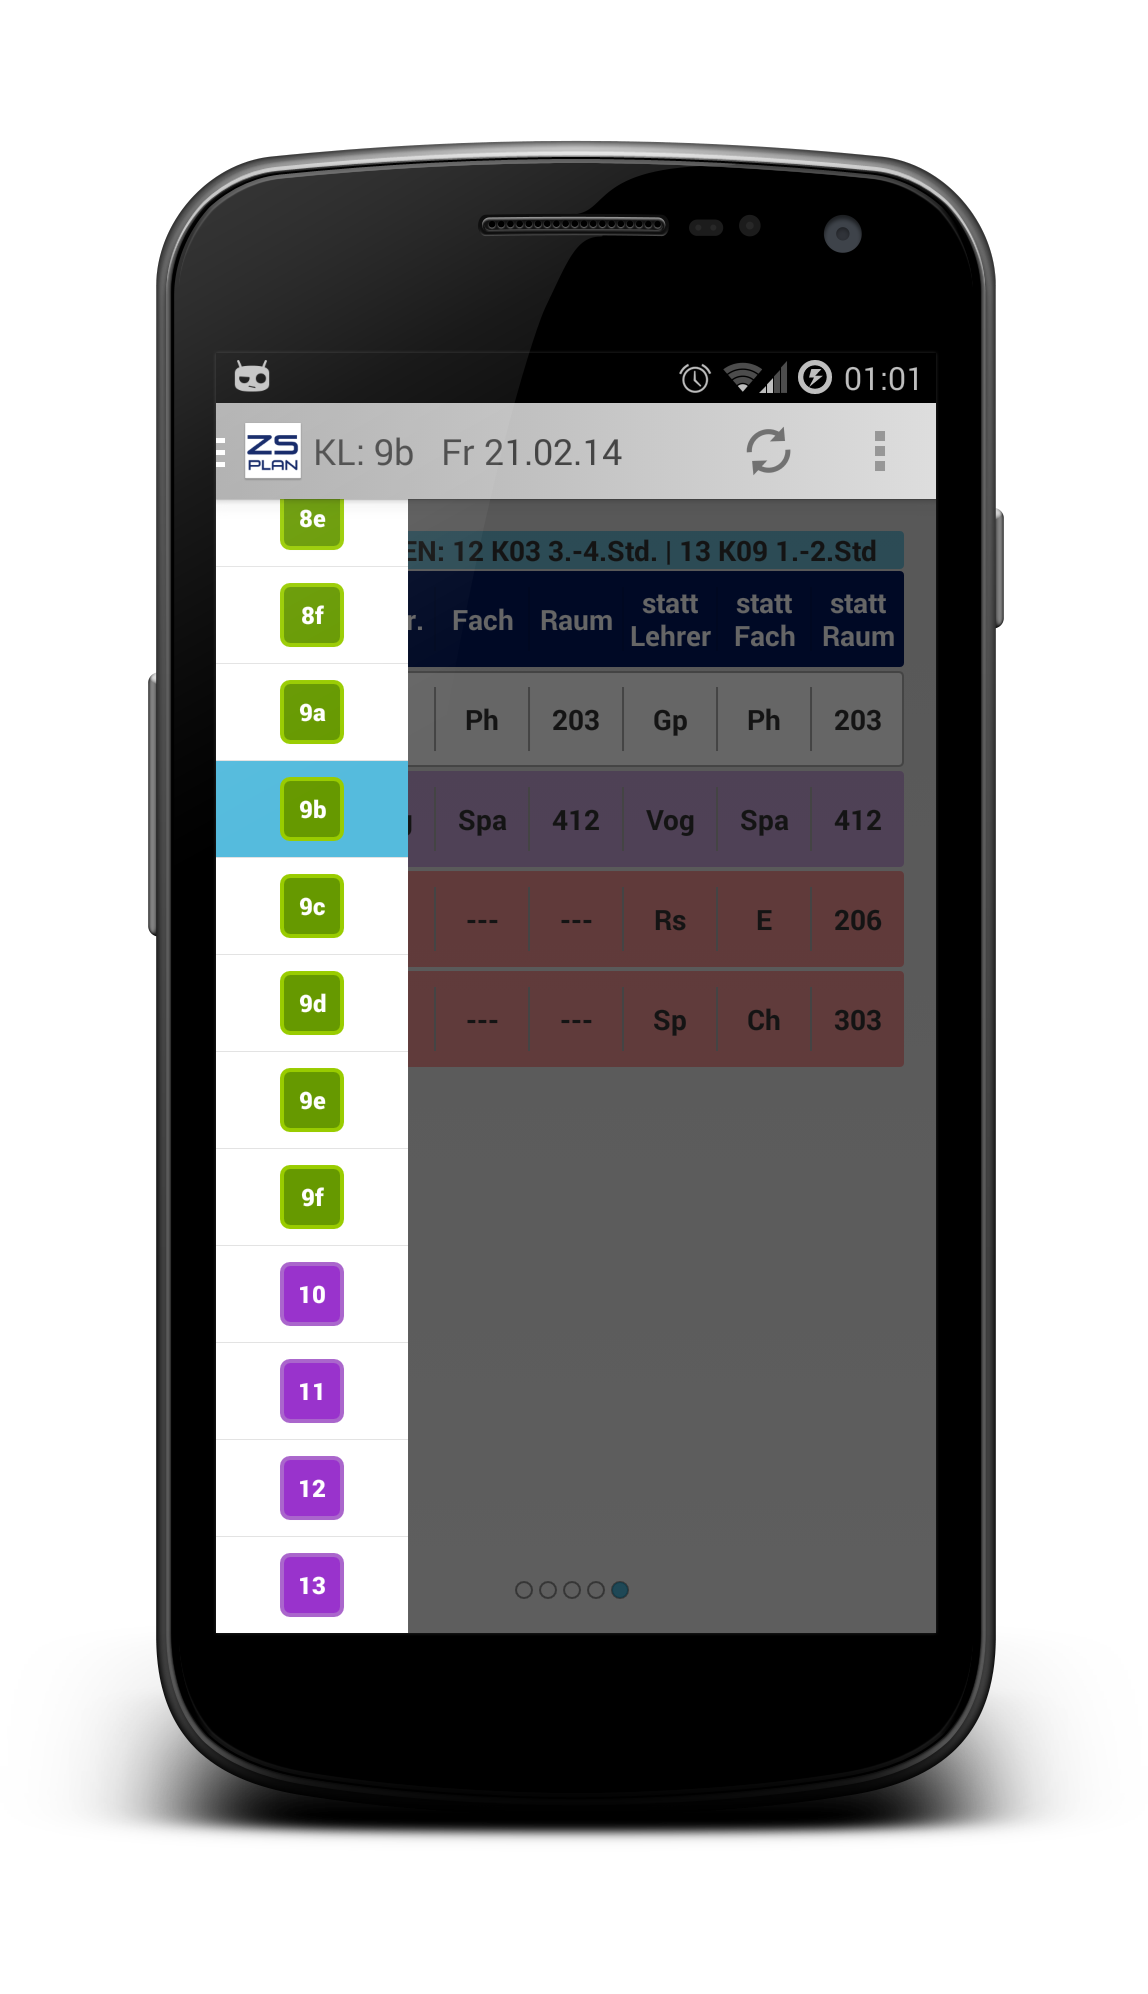 01:01
ZS
PLAN
KL: 9b Fr 21.02.14
8e
8f
9a
9b
9c
9d
9e
9f
10
11
12
13
EN: 12 K03 3.-4.Std. | 13 K09 1.-2.Std
r. Fach Raum statt Lehrer statt Fach statt Raum
Ph 203 Gp Ph 203
Spa 412 Vog Spa 412
--- --- Rs E 206
--- --- Sp Ch 303